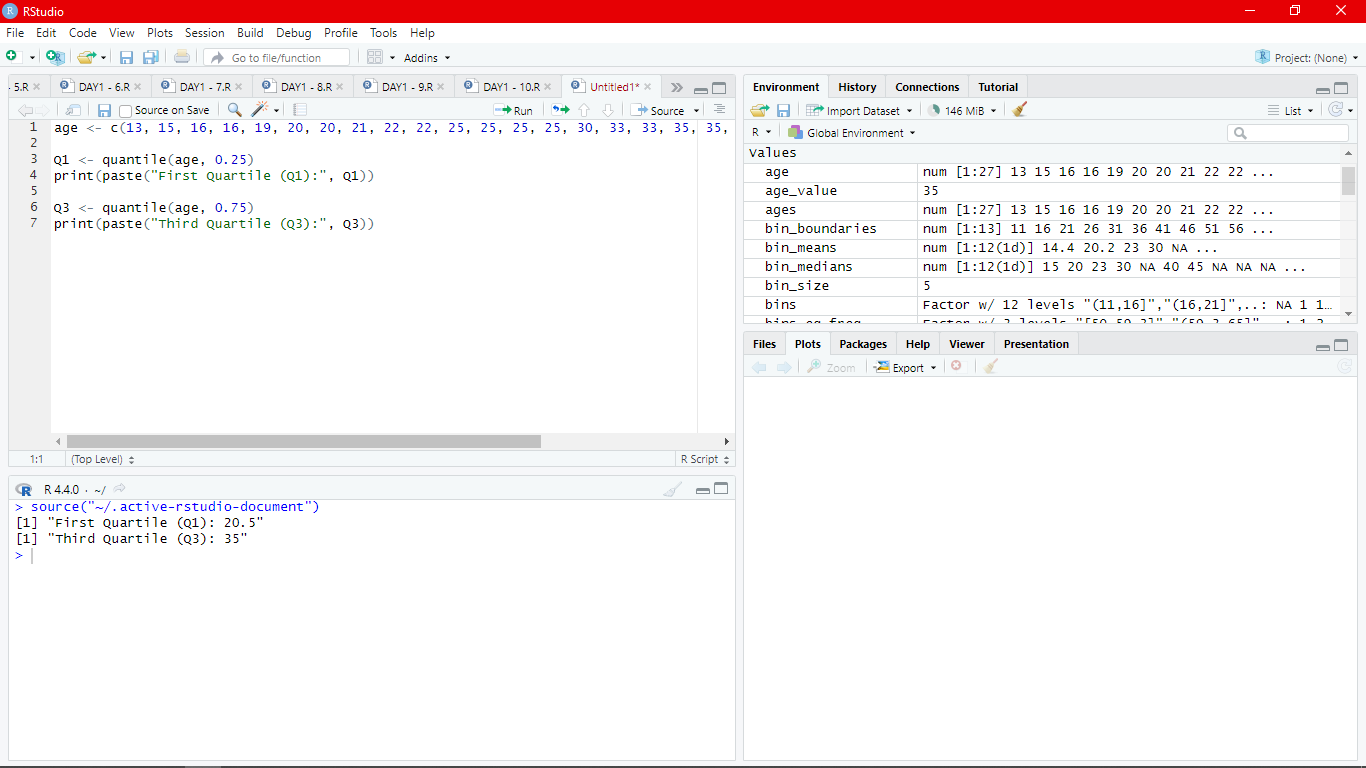 RStudio
File Edit Code View Plots Session Build Debug Profile Tools Help
Go to file/function Addins Project: (None)
5.R DAY1 - 6.R DAY1 - 7.R DAY1 - 8.R DAY1 - 9.R DAY1 - 10.R Untitled1*
Source on Save Run Source
1 age <- c(13, 15, 16, 16, 19, 20, 20, 21, 22, 22, 25, 25, 25, 25, 30, 33, 33, 35, 35,
2
3 Q1 <- quantile(age, 0.25)
4 print(paste("First Quartile (Q1):", Q1))
5
6 Q3 <- quantile(age, 0.75)
7 print(paste("Third Quartile (Q3):", Q3))
1:1 (Top Level) R Script
R 4.4.0 · ~/
> source("~/.active-rstudio-document")
[1] "First Quartile (Q1): 20.5"
[1] "Third Quartile (Q3): 35"
>
Environment History Connections Tutorial
Import Dataset 146 MiB List
R Global Environment
Values
age num [1:27] 13 15 16 16 19 20 20 21 22 22 ...
age_value 35
ages num [1:27] 13 15 16 16 19 20 20 21 22 22 ...
bin_boundaries num [1:13] 11 16 21 26 31 36 41 46 51 56 ...
bin_means num [1:12(1d)] 14.4 20.2 23 30 NA ...
bin_medians num [1:12(1d)] 15 20 23 30 NA 40 45 NA NA NA ...
bin_size 5
bins Factor w/ 12 levels "(11,16]","(16,21]",..: NA 1 1…
Files Plots Packages Help Viewer Presentation
Zoom Export